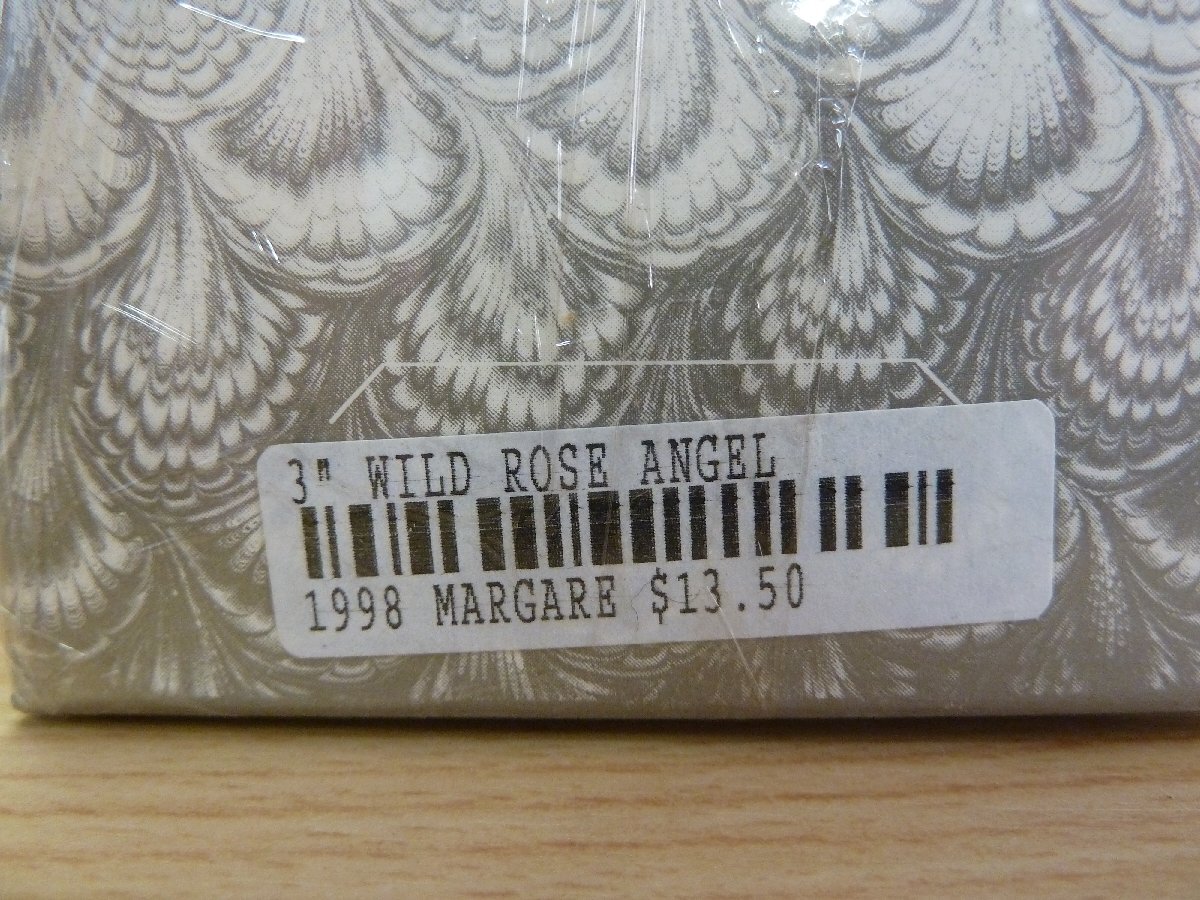 3" WILD ROSE ANGEL
1998 MARGARE $13.50